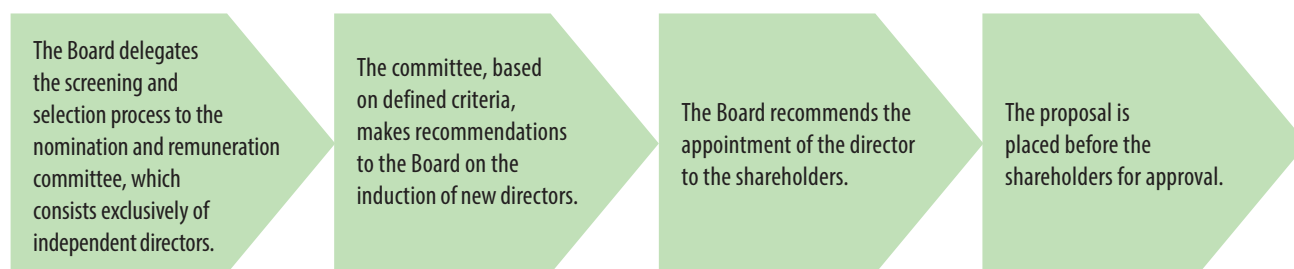 The Board delegates
the screening and
selection process to the
nomination and remuneration
committee, which
consists exclusively of
independent directors.
The committee, based
on defined criteria,
makes recommendations
to the Board on the
induction of new directors.
The Board recommends the
appointment of the director
to the shareholders.
The proposal is
placed before the
shareholders for approval.